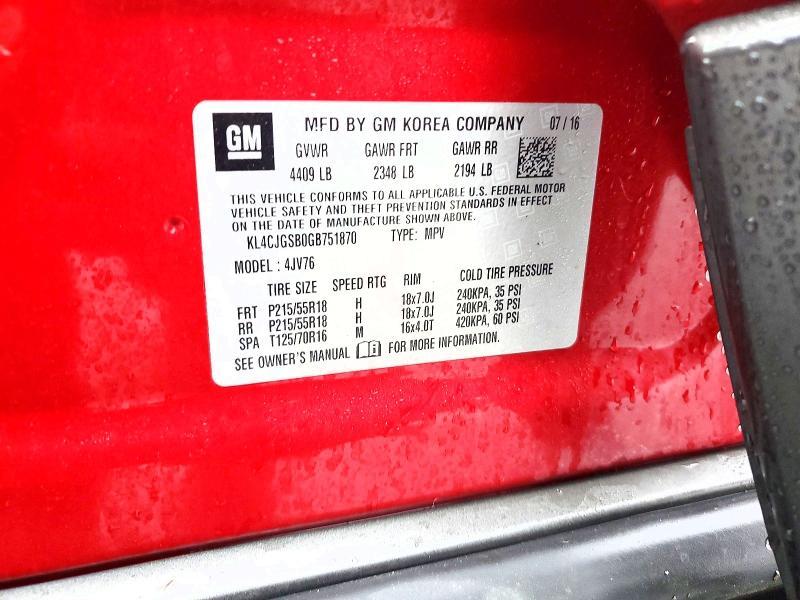 GM
MFD BY GM KOREA COMPANY 07 / 16
GVWR GAWR FRT GAWR RR
4409 LB 2348 LB 2194 LB
THIS VEHICLE CONFORMS TO ALL APPLICABLE U.S. FEDERAL MOTOR
VEHICLE SAFETY AND THEFT PREVENTION STANDARDS IN EFFECT
ON THE DATE OF MANUFACTURE SHOWN ABOVE.
KL4CJGSB0GB751870 TYPE: MPV
MODEL : 4JV76
TIRE SIZE SPEED RTG RIM COLD TIRE PRESSURE
FRT P215/55R18 H 18x7.0J 240KPA, 35 PSI
RR P215/55R18 H 18x7.0J 240KPA, 35 PSI
SPA T125/70R16 M 16x4.0T 420KPA, 60 PSI
SEE OWNER'S MANUAL FOR MORE INFORMATION.